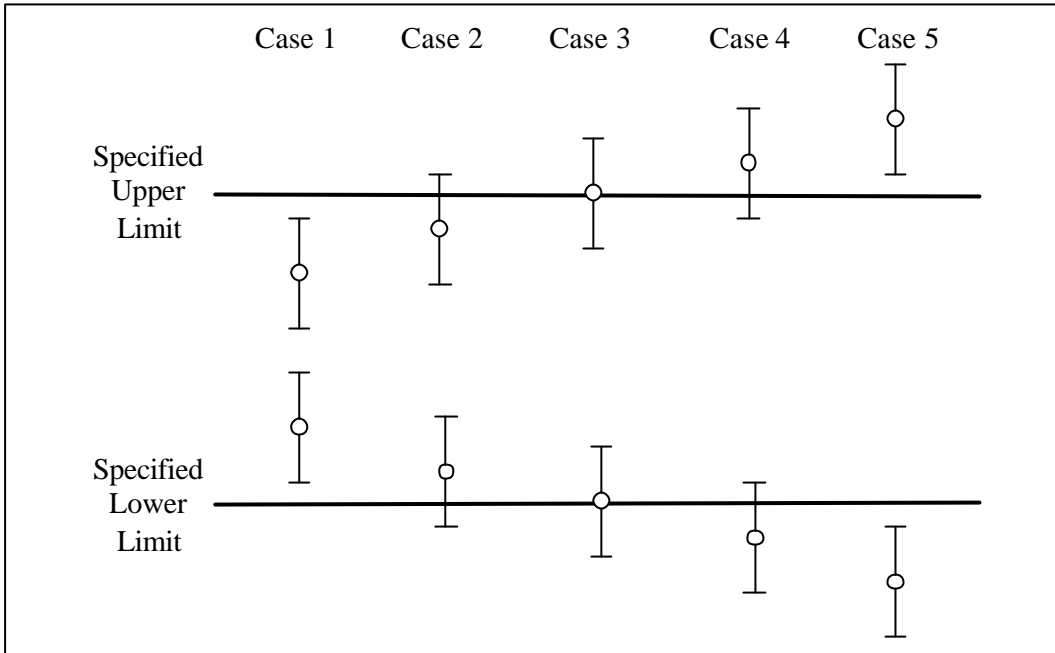 Case 1 Case 2 Case 3 Case 4 Case 5
Specified
Upper
Limit
Specified
Lower
Limit